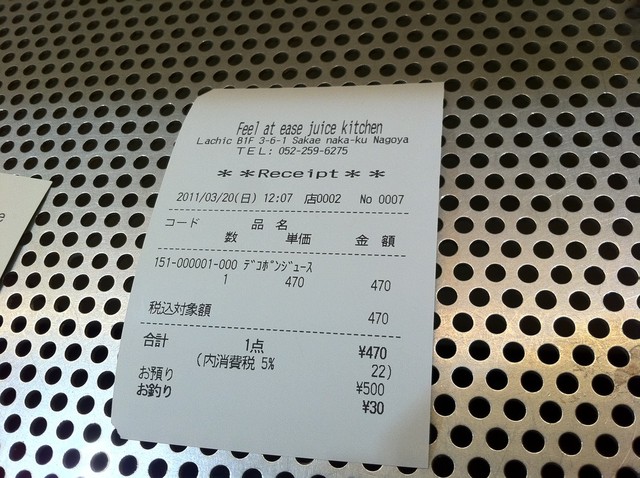 Feel at ease juice kitchen
Lachic B1F 3-6-1 Sakae naka-ku Nagoya
TEL: 052-259-6275
**Receipt**
2011/03/20(日) 12:07 店0002 No 0007
コード 品 名
数 単価 金 額
151-000001-000 ﾃﾞｺﾎﾟﾝｼﾞｭｰｽ
1 470 470
税込対象額 470
合計 1点 ¥470
(内消費税 5% 22)
お預り ¥500
お釣り ¥30
e